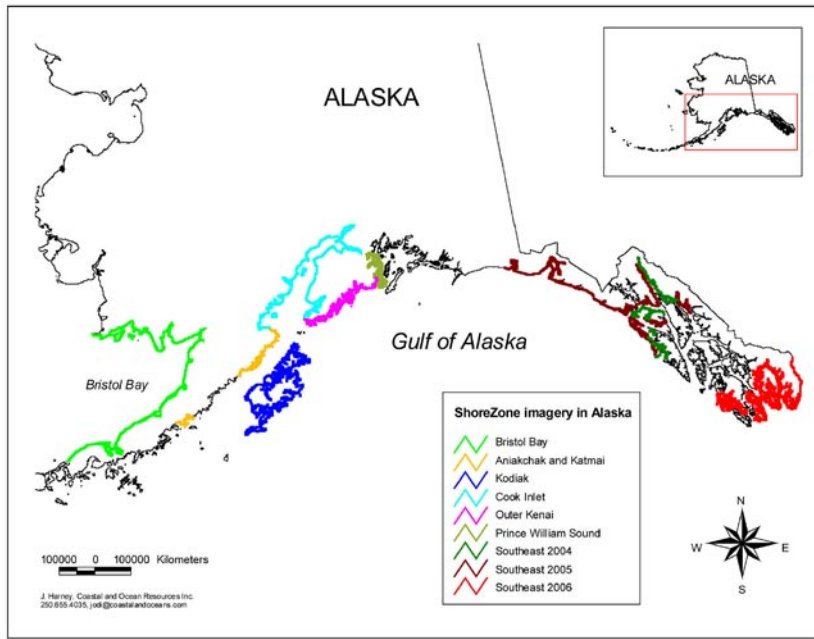 ALASKA
ALASKA
Gulf of Alaska
Bristol Bay
ShoreZone imagery in Alaska
Bristol Bay
Aniakchak and Katmai
Kodiak
Cook Inlet
Outer Kenai
Prince William Sound
Southeast 2004
Southeast 2005
Southeast 2006
N
W E
S
100000 0 100000 Kilometers
J. Harney, Coastal and Ocean Resources Inc.
250.655.4035, jodi@coastalandoceans.com